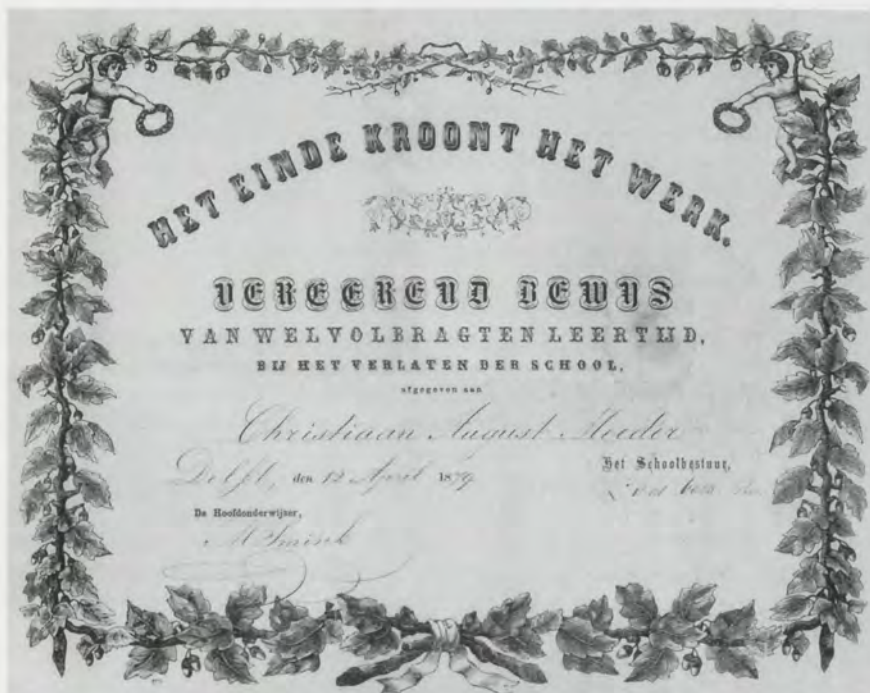 HET EINDE KROONT HET WERK.
VEREEREND BEWIJS
VAN WELVOLBRAGTEN LEERTIJD,
BIJ HET VERLATEN DER SCHOOL,
afgegeven aan
Christiaan August
Delft, den 12 April 1879
Het Schoolbestuur,
De Hoofdonderwijzer,
M Smink